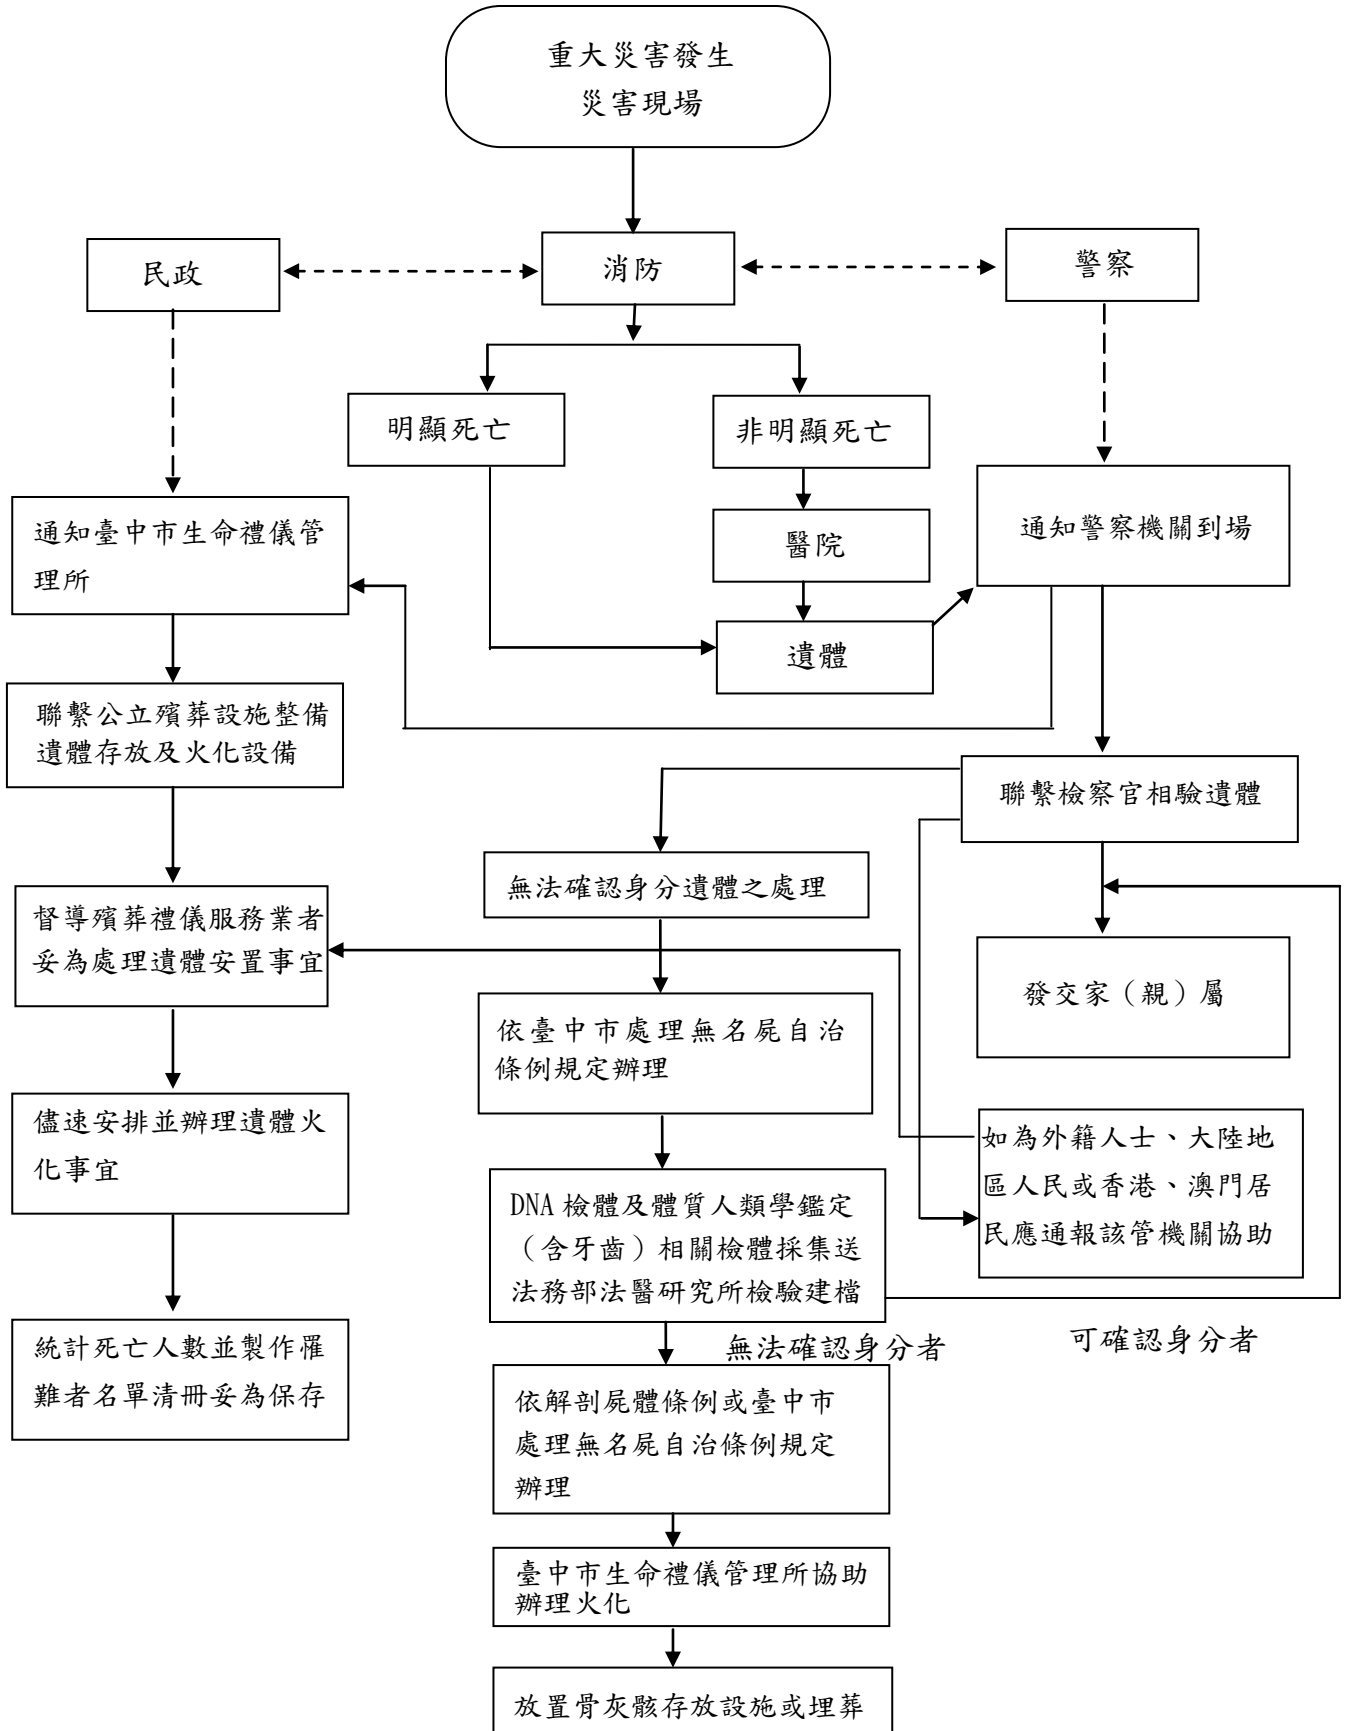 重大災害發生
災害現場
民政
消防
警察
明顯死亡
非明顯死亡
通知臺中市生命禮儀管
理所
醫院
通知警察機關到場
遺體
聯繫公立殯葬設施整備
遺體存放及火化設備
聯繫檢察官相驗遺體
無法確認身分遺體之處理
督導殯葬禮儀服務業者
妥為處理遺體安置事宜
發交家（親）屬
依臺中市處理無名屍自治
條例規定辦理
儘速安排並辦理遺體火
化事宜
如為外籍人士、大陸地
區人民或香港、澳門居
民應通報該管機關協助
DNA 檢體及體質人類學鑑定
（含牙齒）相關檢體採集送
法務部法醫研究所檢驗建檔
無法確認身分者
可確認身分者
統計死亡人數並製作罹
難者名單清冊妥為保存
依解剖屍體條例或臺中市
處理無名屍自治條例規定
辦理
臺中市生命禮儀管理所協助
辦理火化
放置骨灰骸存放設施或埋葬